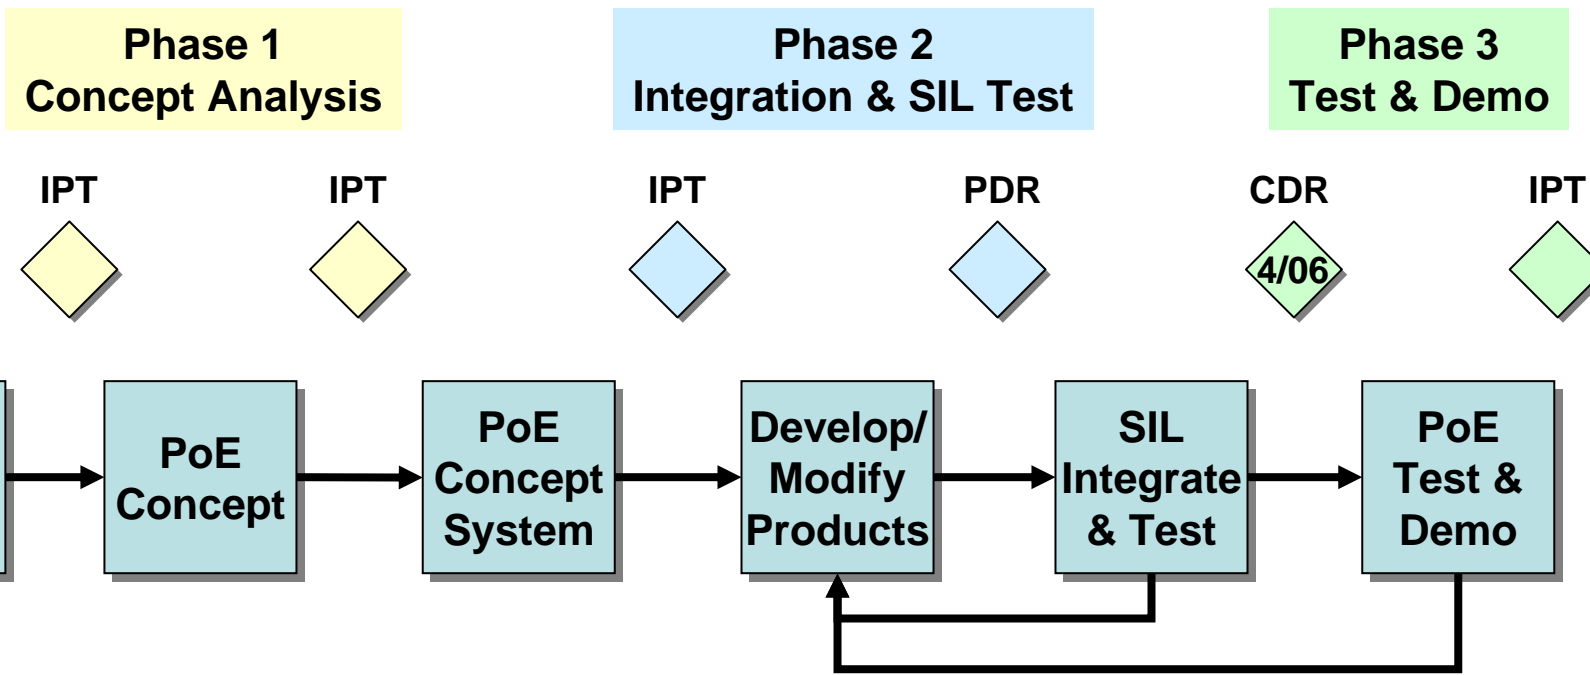 Phase 1
Concept Analysis
Phase 2
Integration & SIL Test
Phase 3
Test & Demo
IPT
IPT
IPT
PDR
CDR
IPT
4/06
PoE
Concept
PoE
Concept
System
Develop/
Modify
Products
SIL
Integrate
& Test
PoE
Test &
Demo